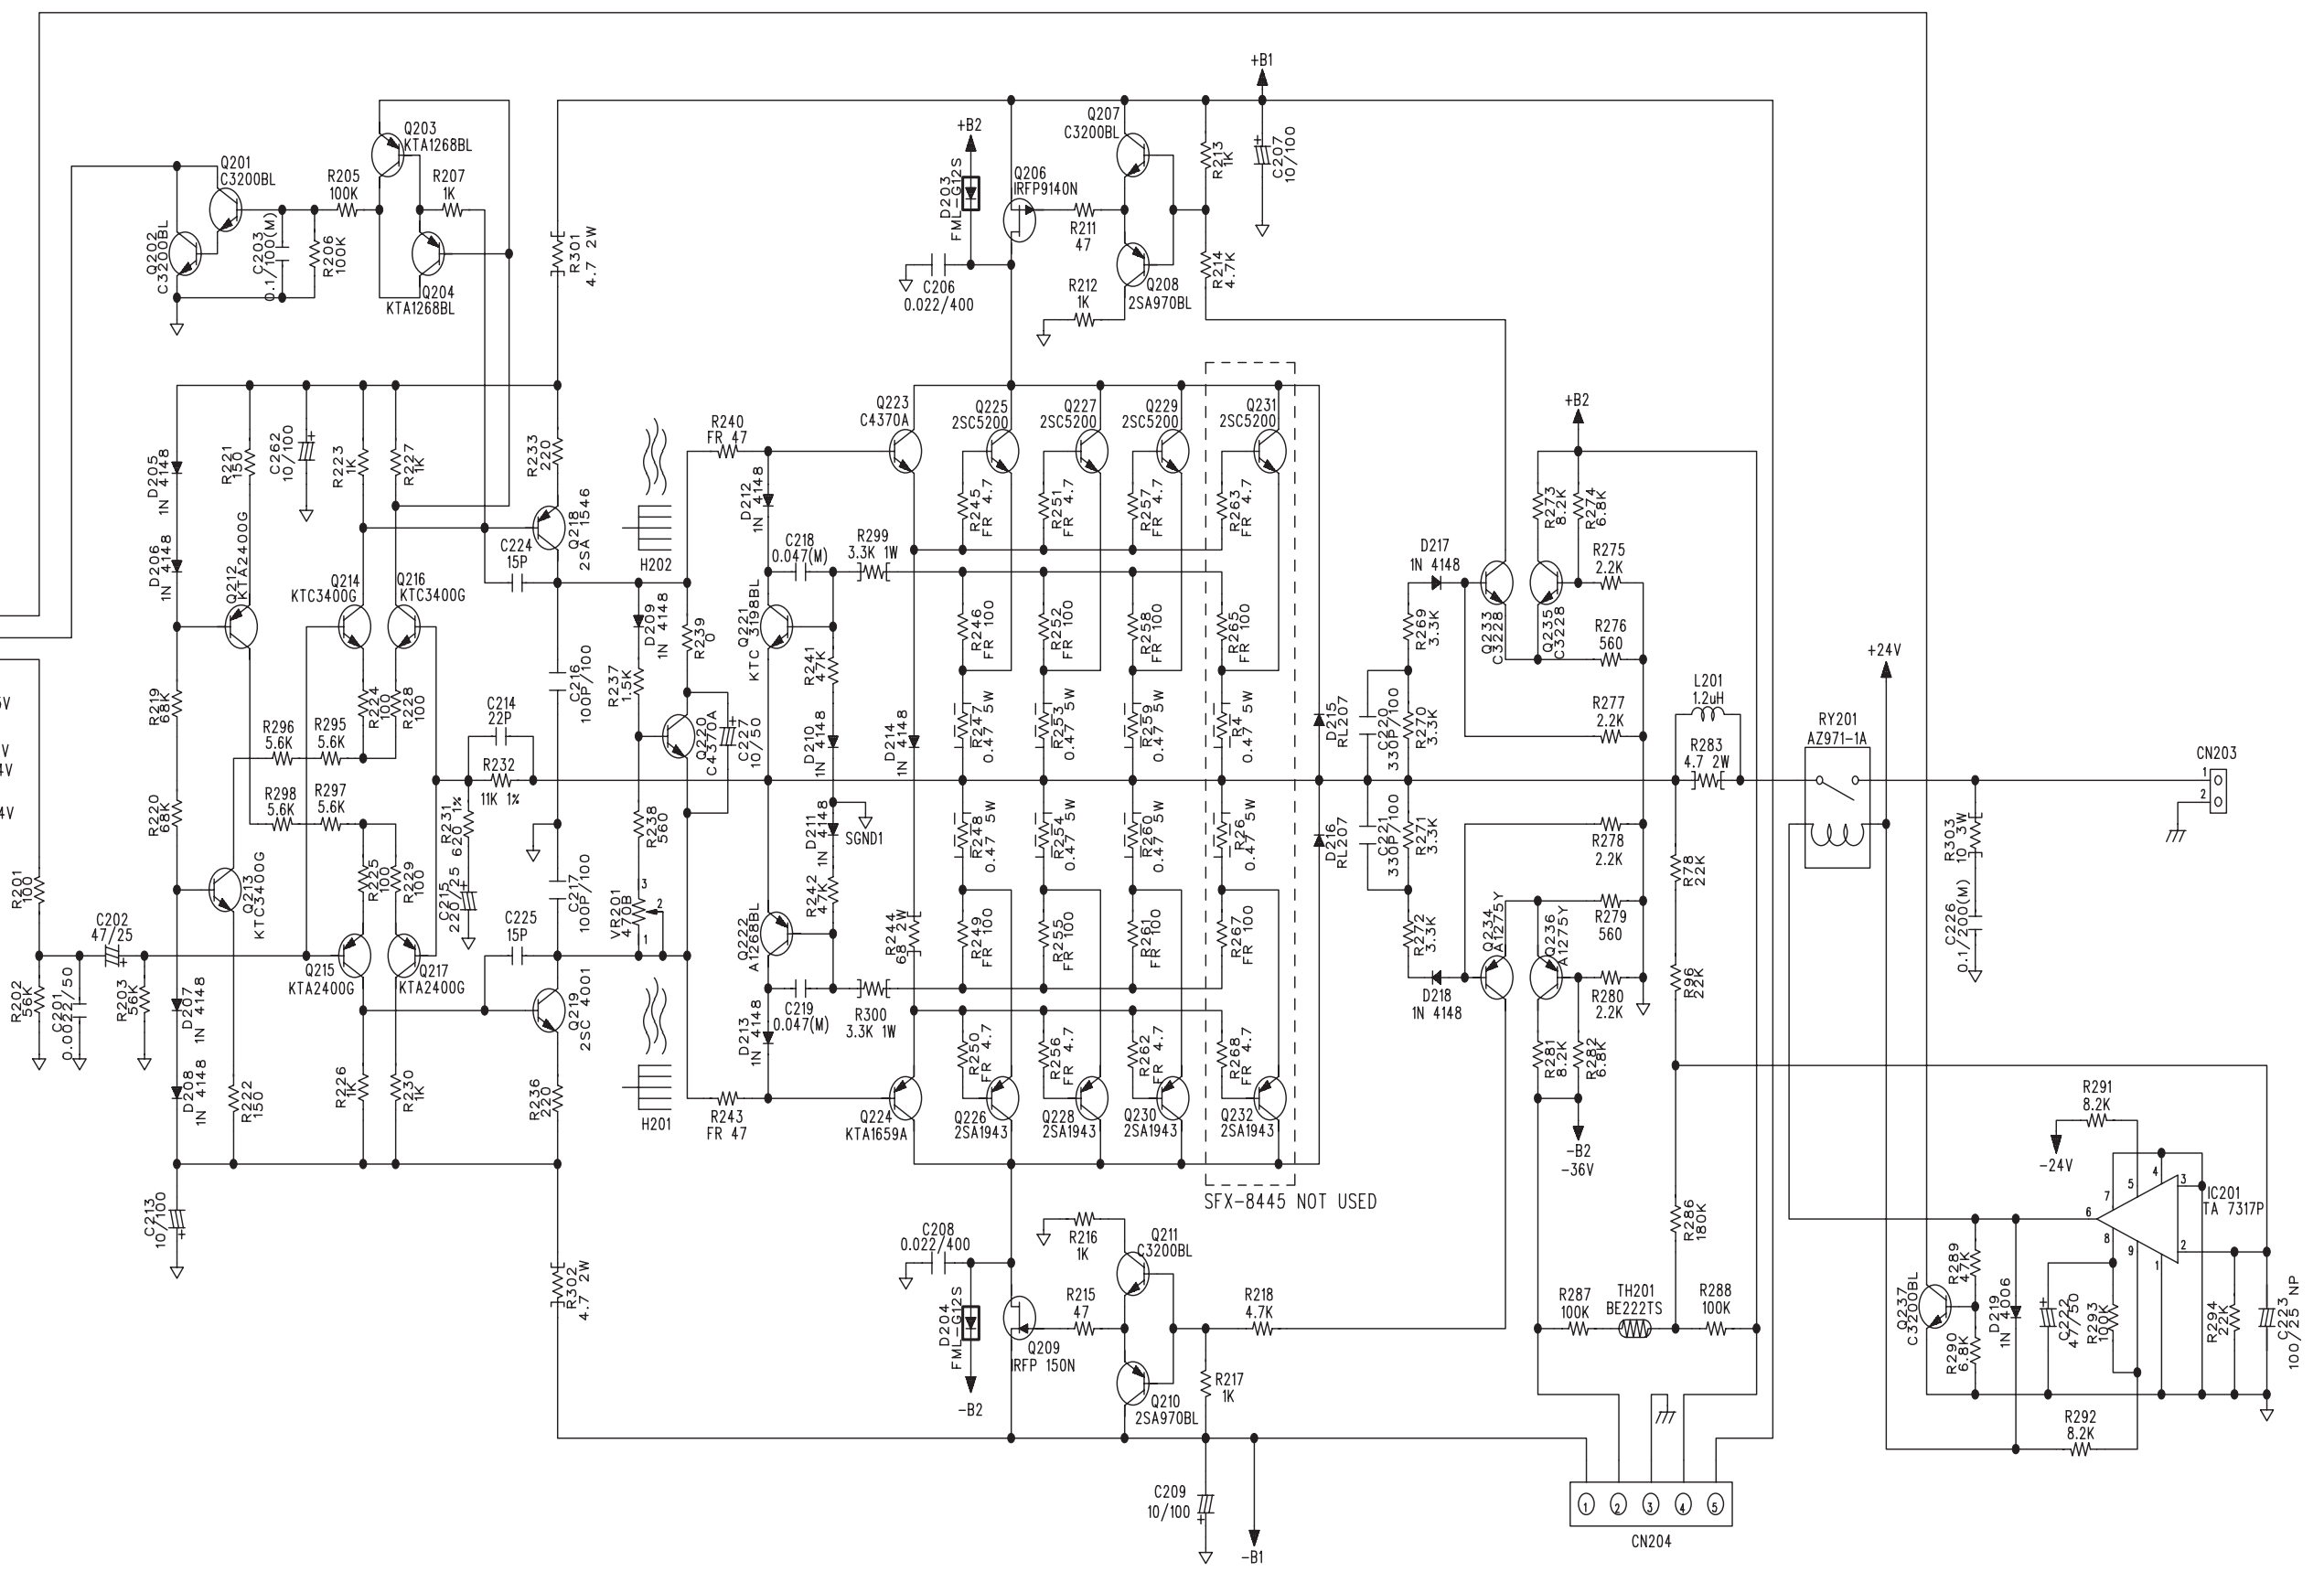 +B1
Q203
KTA1268BL
Q201
C3200BL
R205
100K
R207
1K
Q202
C3200BL
C203
0.1/100(M)
R206
100K
Q204
KTA1268BL
R301
4.7 2W
+B2
D203
FML-G12S
Q206
IRFP9140N
Q207
C3200BL
R213
1K
C207
10/100
R211
47
R212
1K
Q208
2SA970BL
R214
4.7K
C206
0.022/400
D205
1N 4148
R221
150
C262
10/100
R223
1K
R227
1K
R233
220
D206
1N 4148
Q212
KTA2400G
Q214
KTC3400G
Q216
KTC3400G
C224
15P
Q218
2SA 1546
H202
R240
FR 47
D212
1N 4148
C218
0.047(M)
R299
3.3K 1W
Q223
C4370A
Q225
2SC5200
Q227
2SC5200
Q229
2SC5200
Q231
2SC5200
R245
FR 4.7
R251
FR 4.7
R257
FR 4.7
R263
FR 4.7
R246
FR 100
R252
FR 100
R258
FR 100
R265
FR 100
+B2
R273
8.2K
R274
6.8K
D217
1N 4148
R275
2.2K
Q233
C3228
Q235
C3228
R276
560
R269
3.3K
R277
2.2K
L201
1.2uH
+24V
RY201
AZ971-1A
CN203
1
2
5V
V
4V
4V
R219
68K
R220
68K
R296
5.6K
R295
5.6K
R298
5.6K
R297
5.6K
R224
100
R228
100
R225
100
R229
100
C214
22P
R232
11K 1%
R231
620 1%
C215
220/25
C216
100P/100
C217
100P/100
D209
1N 4148
R237
1.5K
R239
0
Q220
C4370A
C227
10/50
R238
560
VR201
470B
3
2
1
Q221
KTC 3198BL
R241
47K
D210
1N 4148
D211
1N 4148
SGND1
R242
47K
Q222
A1268BL
D214
1N 4148
R244
68 2W
R247
0.47 5W
R253
0.47 5W
R259
0.47 5W
R4
0.47 5W
R248
0.47 5W
R254
0.47 5W
R260
0.47 5W
R26
0.47 5W
D215
RL207
D216
RL207
C220
330P/100
C221
330P/100
R270
3.3K
R271
3.3K
R283
4.7 2W
R278
2.2K
R78
22K
R279
560
Q234
A1275Y
Q236
A1275Y
R280
2.2K
R272
3.3K
D218
1N 4148
R96
22K
R303
10 3W
C226
0.1/200(M)
R201
100
R202
56K
C201
0.0022/50
C202
47/25
R203
56K
D207
1N 4148
D208
1N 4148
Q213
KTC3400G
R222
150
Q215
KTA2400G
Q217
KTA2400G
C225
15P
Q219
2SC 4001
R226
1K
R230
1K
R236
220
H201
R243
FR 47
D213
1N 4148
C219
0.047(M)
R300
3.3K 1W
R249
FR 100
R255
FR 100
R261
FR 100
R267
FR 100
R250
FR 4.7
R256
FR 4.7
R262
FR 4.7
R268
FR 4.7
Q224
KTA1659A
Q226
2SA1943
Q228
2SA1943
Q230
2SA1943
Q232
2SA1943
SFX-8445 NOT USED
R281
8.2K
R282
6.8K
-B2
-36V
R291
8.2K
-24V
IC201
TA 7317P
7
5
4
3
6
8
9
1
2
C213
10/100
R302
4.7 2W
C208
0.022/400
D204
FML-G12S
-B2
R216
1K
Q211
C3200BL
Q209
IRFP 150N
R215
47
Q210
2SA970BL
R218
4.7K
R217
1K
R286
180K
R287
100K
TH201
BE222TS
R288
100K
Q237
C3200BL
R289
47K
R290
6.8K
D219
1N 4006
C222
47/50
R293
100K
R294
22K
C223
100/25 NP
R292
8.2K
C209
10/100
-B1
1
2
3
4
5
CN204